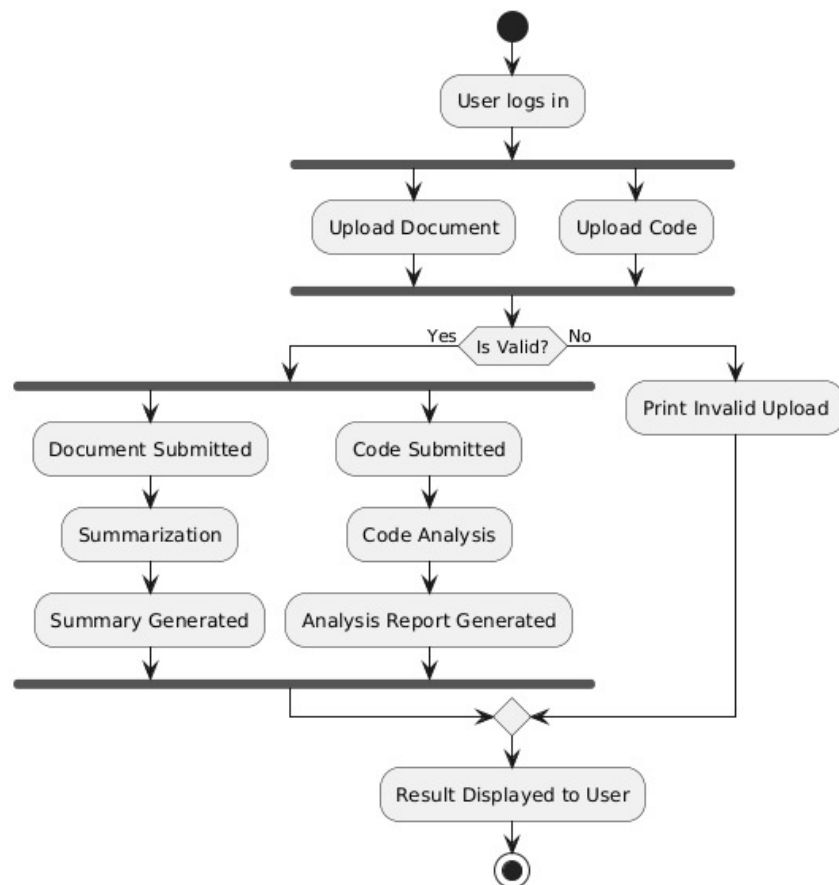 User logs in
Upload Document
Upload Code
Yes
Is Valid?
No
Print Invalid Upload
Document Submitted
Code Submitted
Summarization
Code Analysis
Summary Generated
Analysis Report Generated
Result Displayed to User